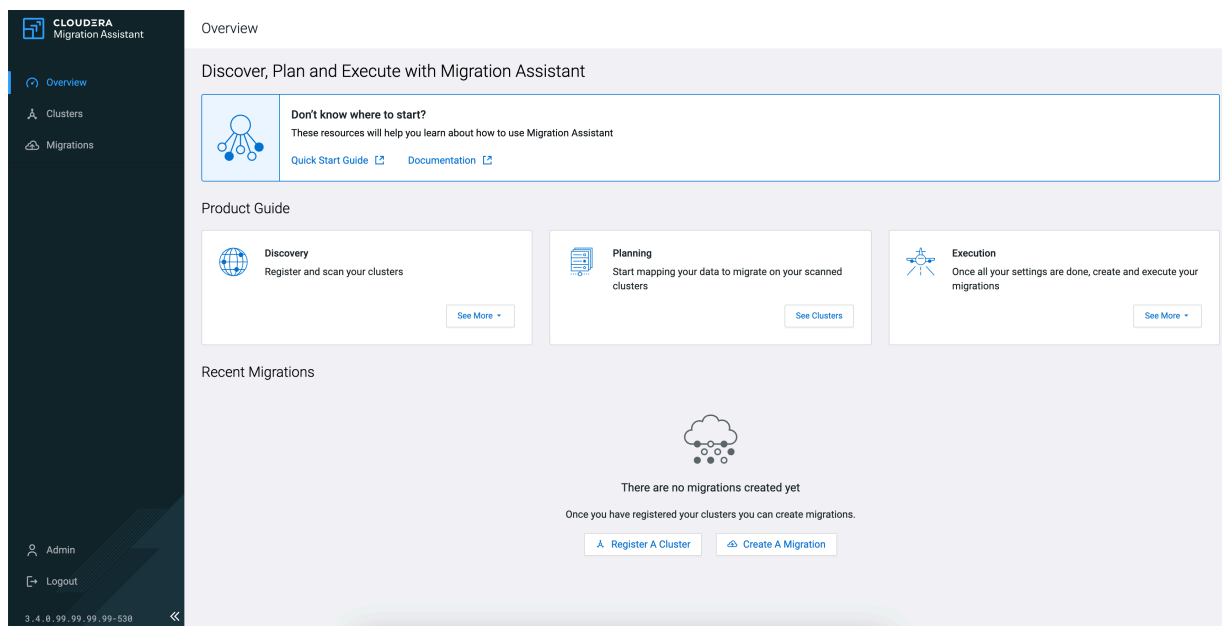 CLOUDERA
Migration Assistant
Overview
Clusters
Migrations
Admin
Logout
3.4.0.99.99.99.99-530
Overview
Discover, Plan and Execute with Migration Assistant
Don't know where to start?
These resources will help you learn about how to use Migration Assistant
Quick Start Guide
Documentation
Product Guide
Discovery
Register and scan your clusters
See More
Planning
Start mapping your data to migrate on your scanned
clusters
See Clusters
Execution
Once all your settings are done, create and execute your
migrations
See More
Recent Migrations
There are no migrations created yet
Once you have registered your clusters you can create migrations.
Register A Cluster
Create A Migration